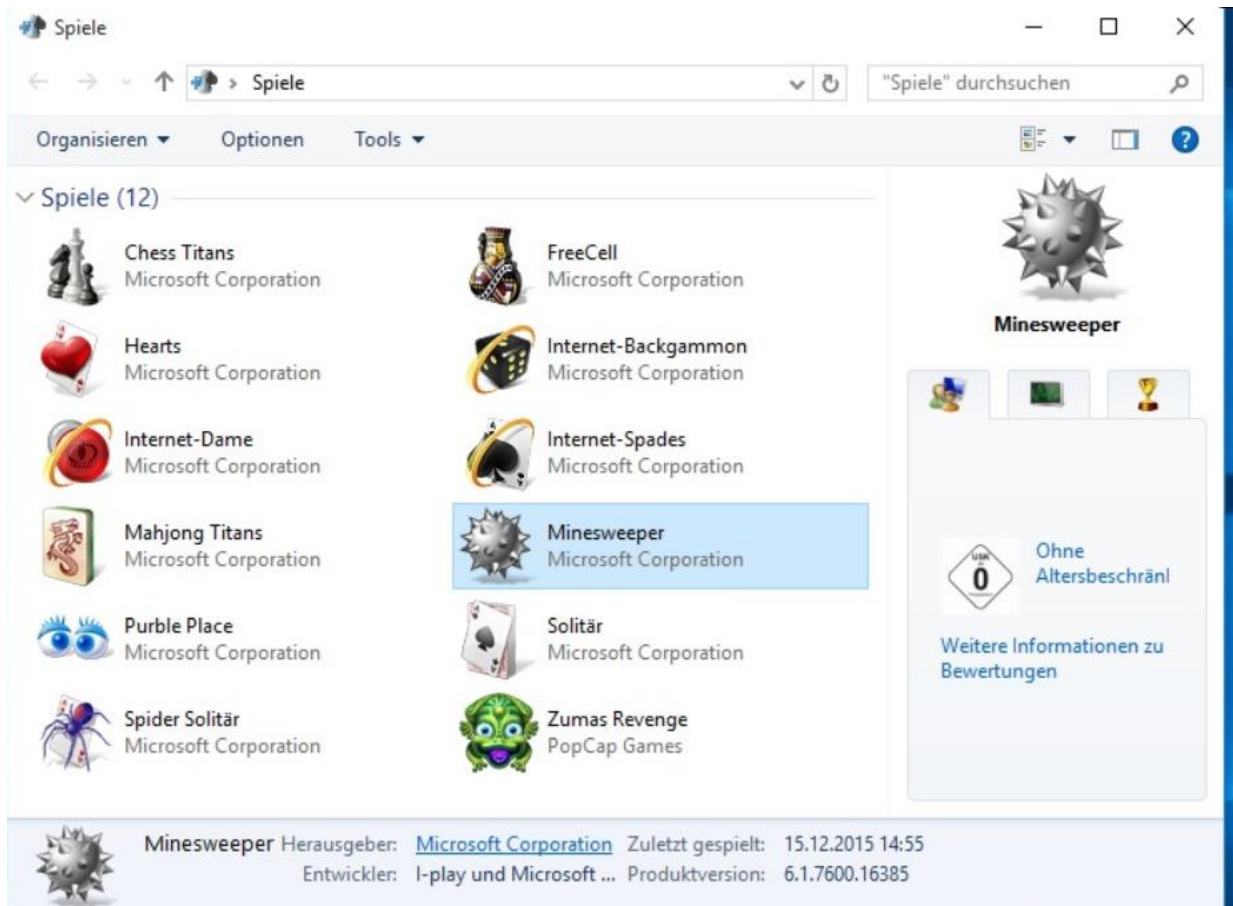 Spiele
Spiele
"Spiele" durchsuchen
Organisieren
Optionen
Tools
Spiele (12)
Chess Titans
Microsoft Corporation
FreeCell
Microsoft Corporation
Hearts
Microsoft Corporation
Internet-Backgammon
Microsoft Corporation
Internet-Dame
Microsoft Corporation
Internet-Spades
Microsoft Corporation
Mahjong Titans
Microsoft Corporation
Minesweeper
Microsoft Corporation
Purble Place
Microsoft Corporation
Solitär
Microsoft Corporation
Spider Solitär
Microsoft Corporation
Zumas Revenge
PopCap Games
Minesweeper
USK
0
Ohne
Altersbeschränl
Weitere Informationen zu
Bewertungen
Minesweeper Herausgeber: Microsoft Corporation Zuletzt gespielt: 15.12.2015 14:55
Entwickler: I-play und Microsoft ... Produktversion: 6.1.7600.16385